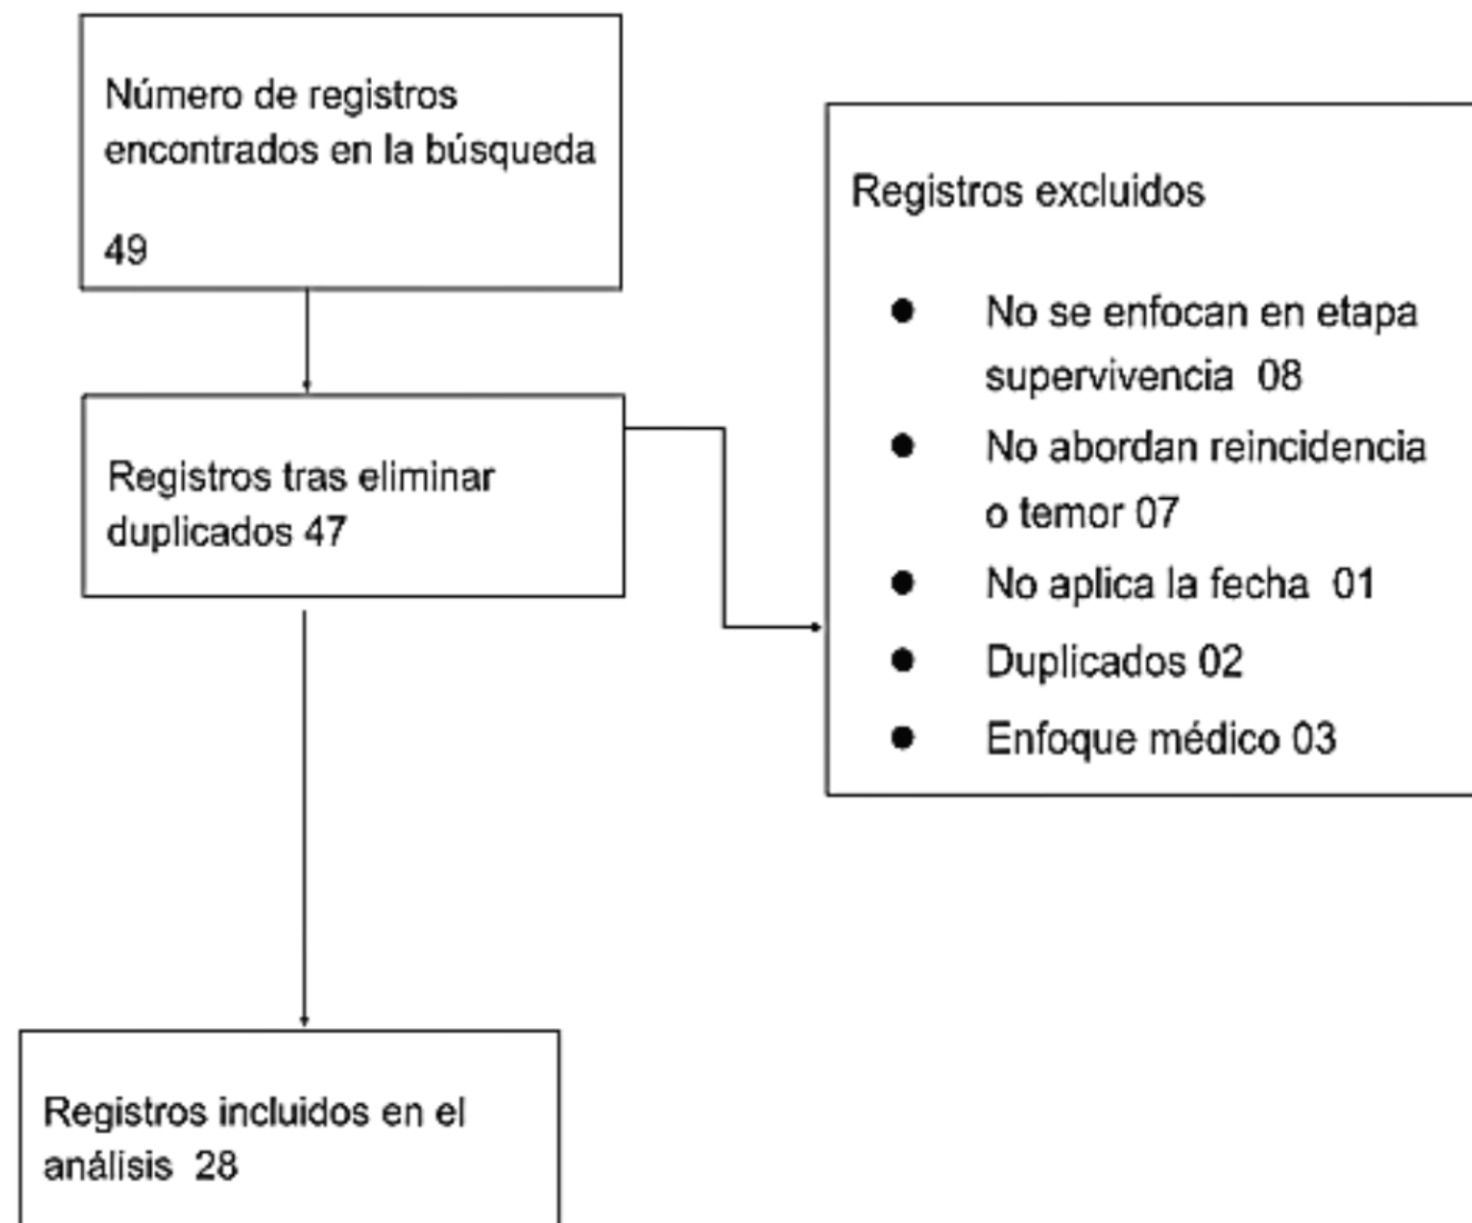 Número de registros
encontrados en la búsqueda
49
Registros tras eliminar
duplicados 47
Registros excluidos
● No se enfocan en etapa
supervivencia 08
● No abordan reincidencia
o temor 07
● No aplica la fecha 01
● Duplicados 02
● Enfoque médico 03
Registros incluidos en el
análisis 28